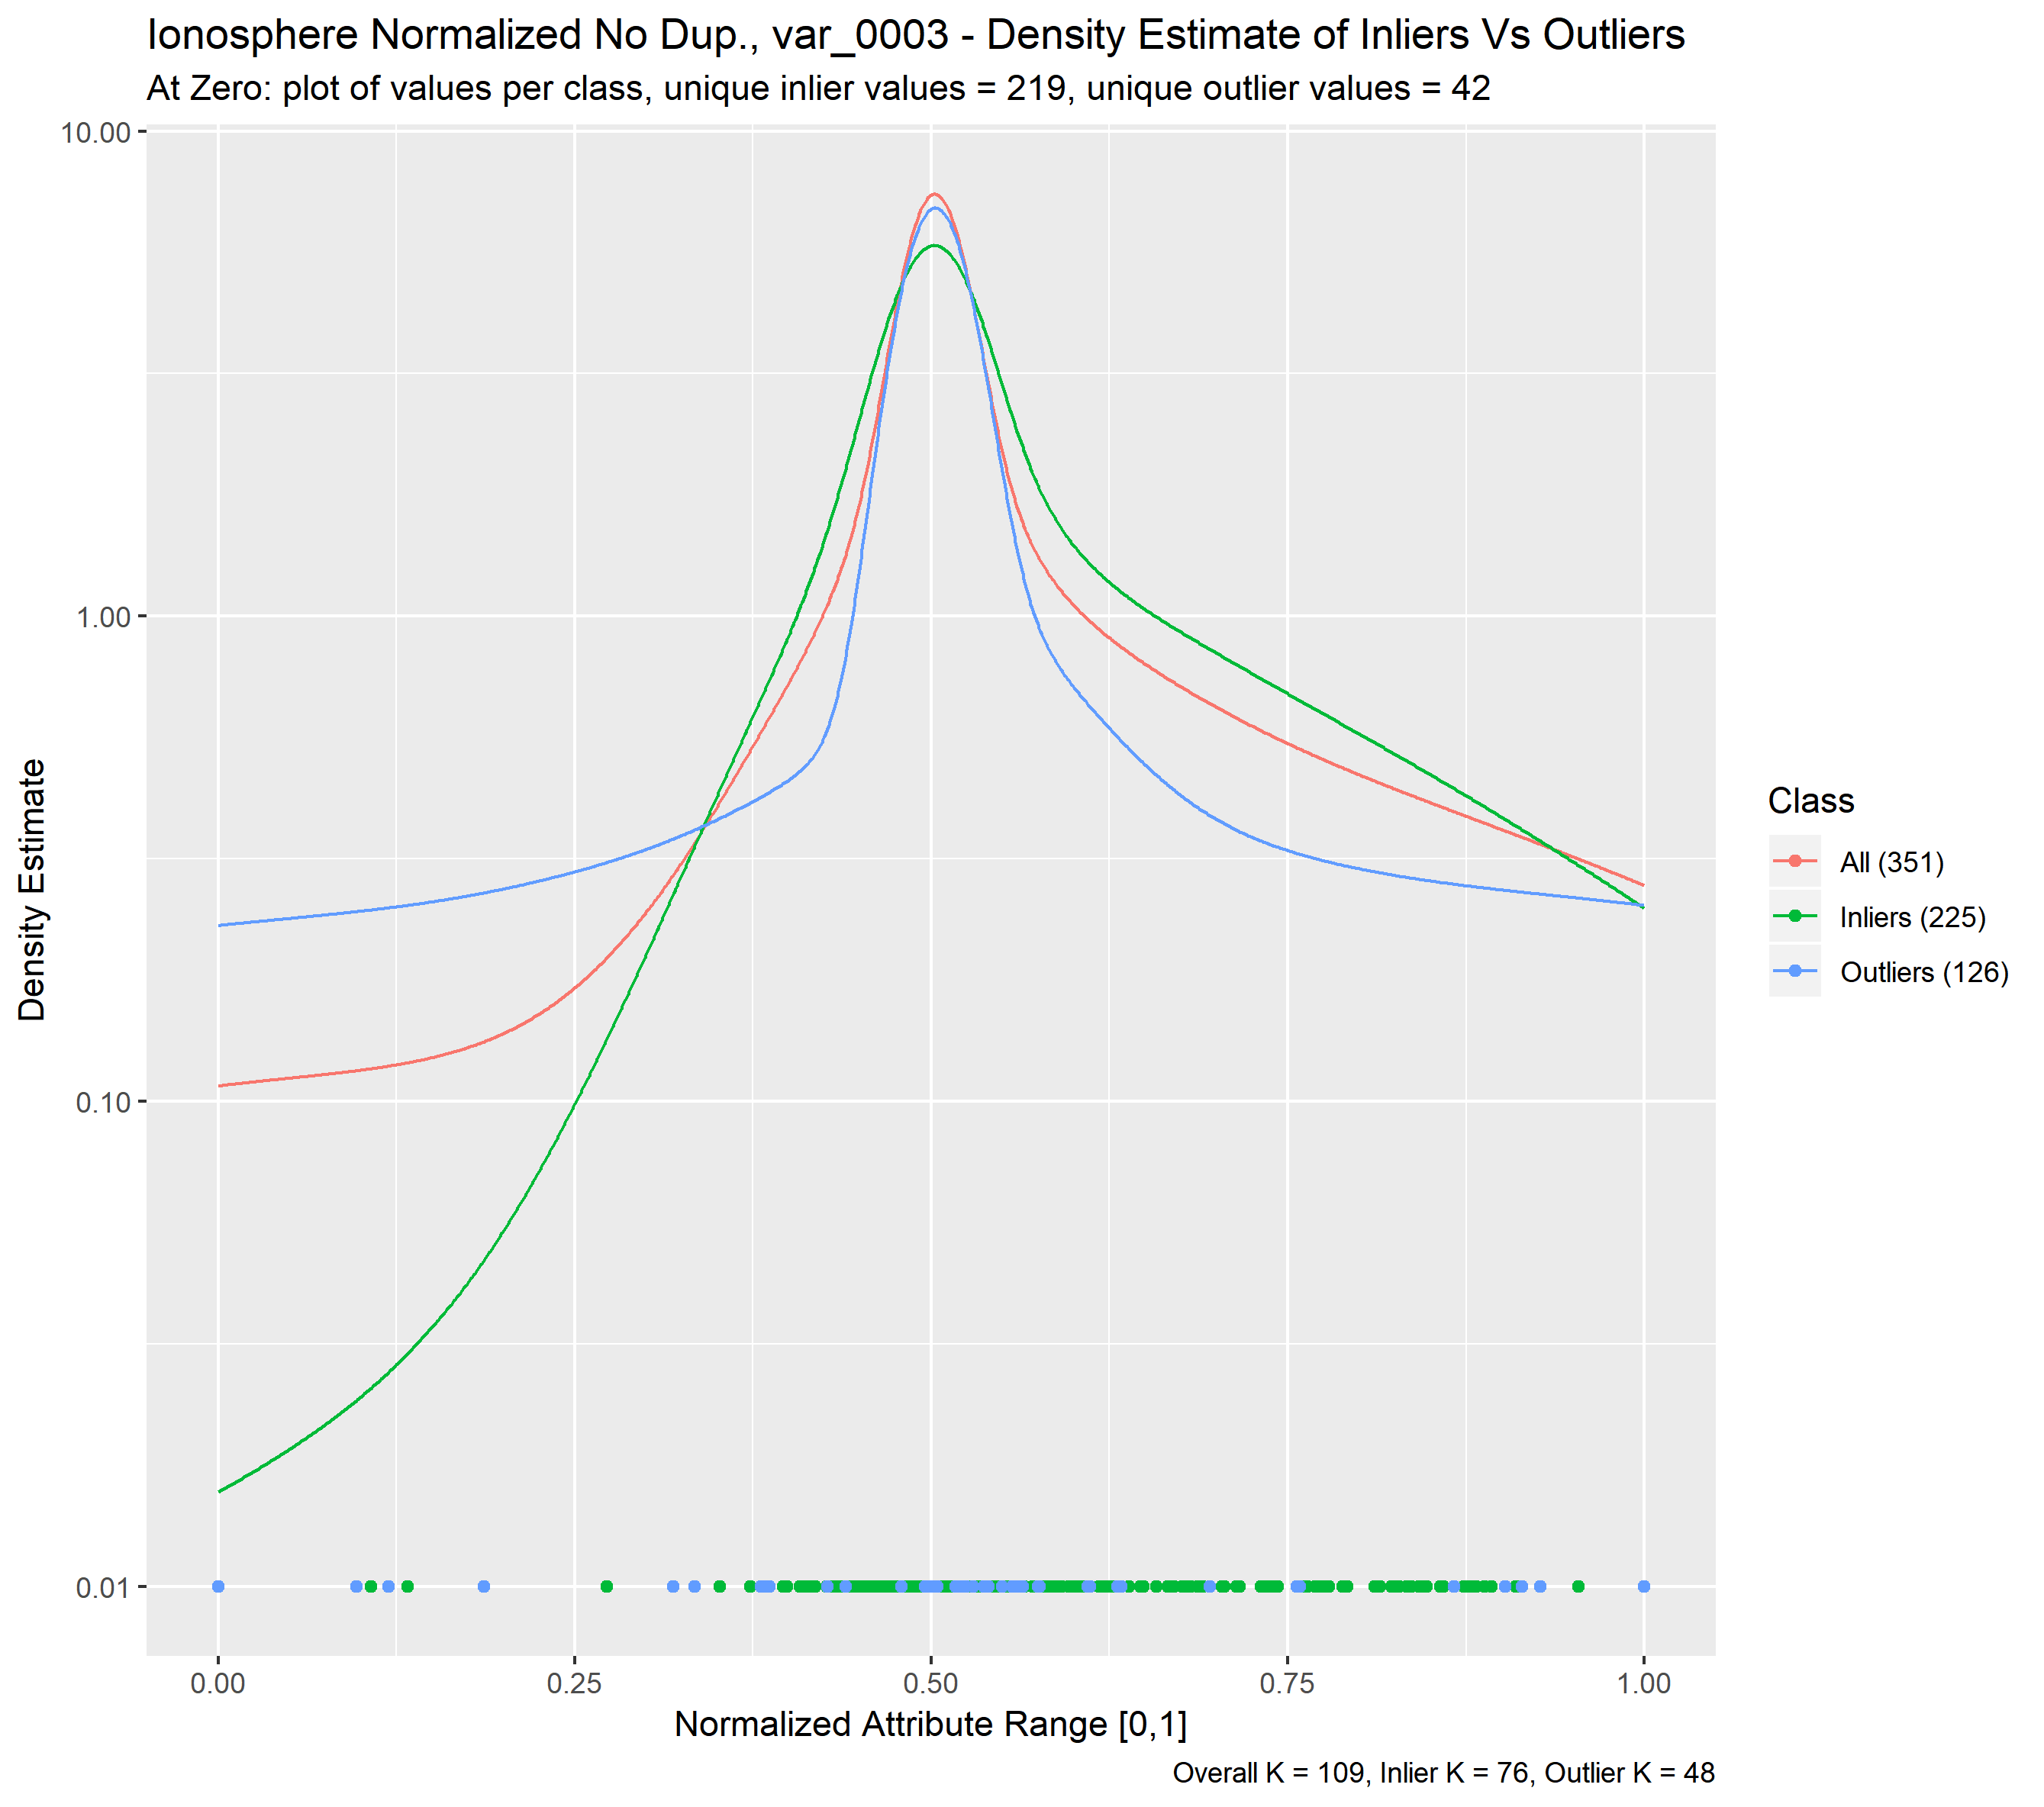 Ionosphere Normalized No Dup., var_0003 - Density Estimate of Inliers Vs Outliers
At Zero: plot of values per class, unique inlier values = 219, unique outlier values = 42
10.00
1.00
0.10
0.01
Density Estimate
0.00
0.25
0.50
0.75
1.00
Normalized Attribute Range [0,1]
Class
All (351)
Inliers (225)
Outliers (126)
Overall K = 109, Inlier K = 76, Outlier K = 48